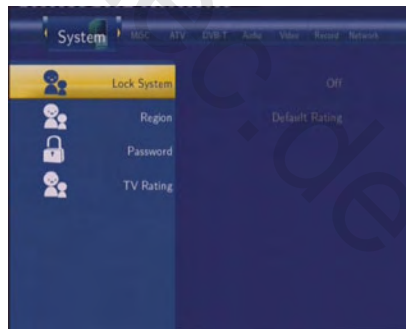 System MISC ATV DVB-T Audio Video Record Network
Lock System Off
Region Default Rating
Password
TV Rating